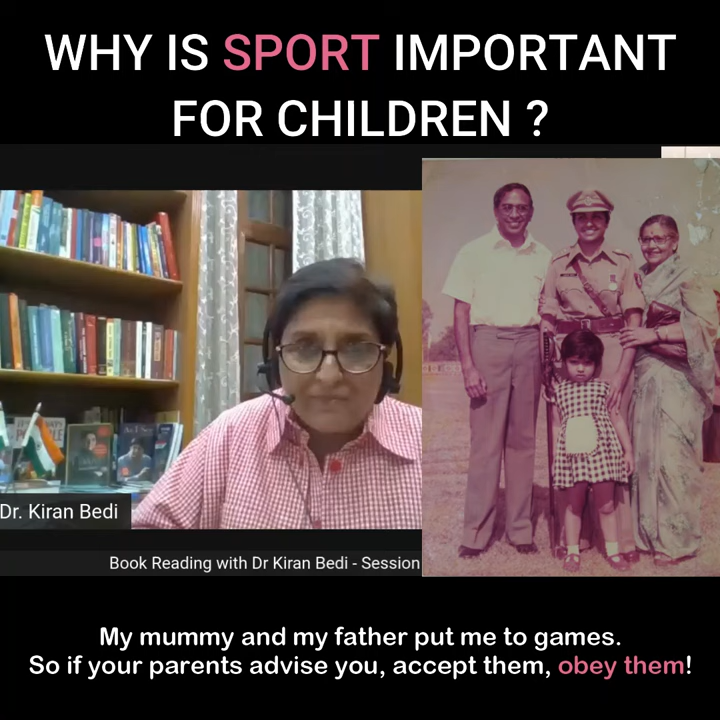 WHY IS SPORT IMPORTANT
FOR CHILDREN ?
Dr. Kiran Bedi
Book Reading with Dr Kiran Bedi - Session
My mummy and my father put me to games.
So if your parents advise you, accept them, obey them!